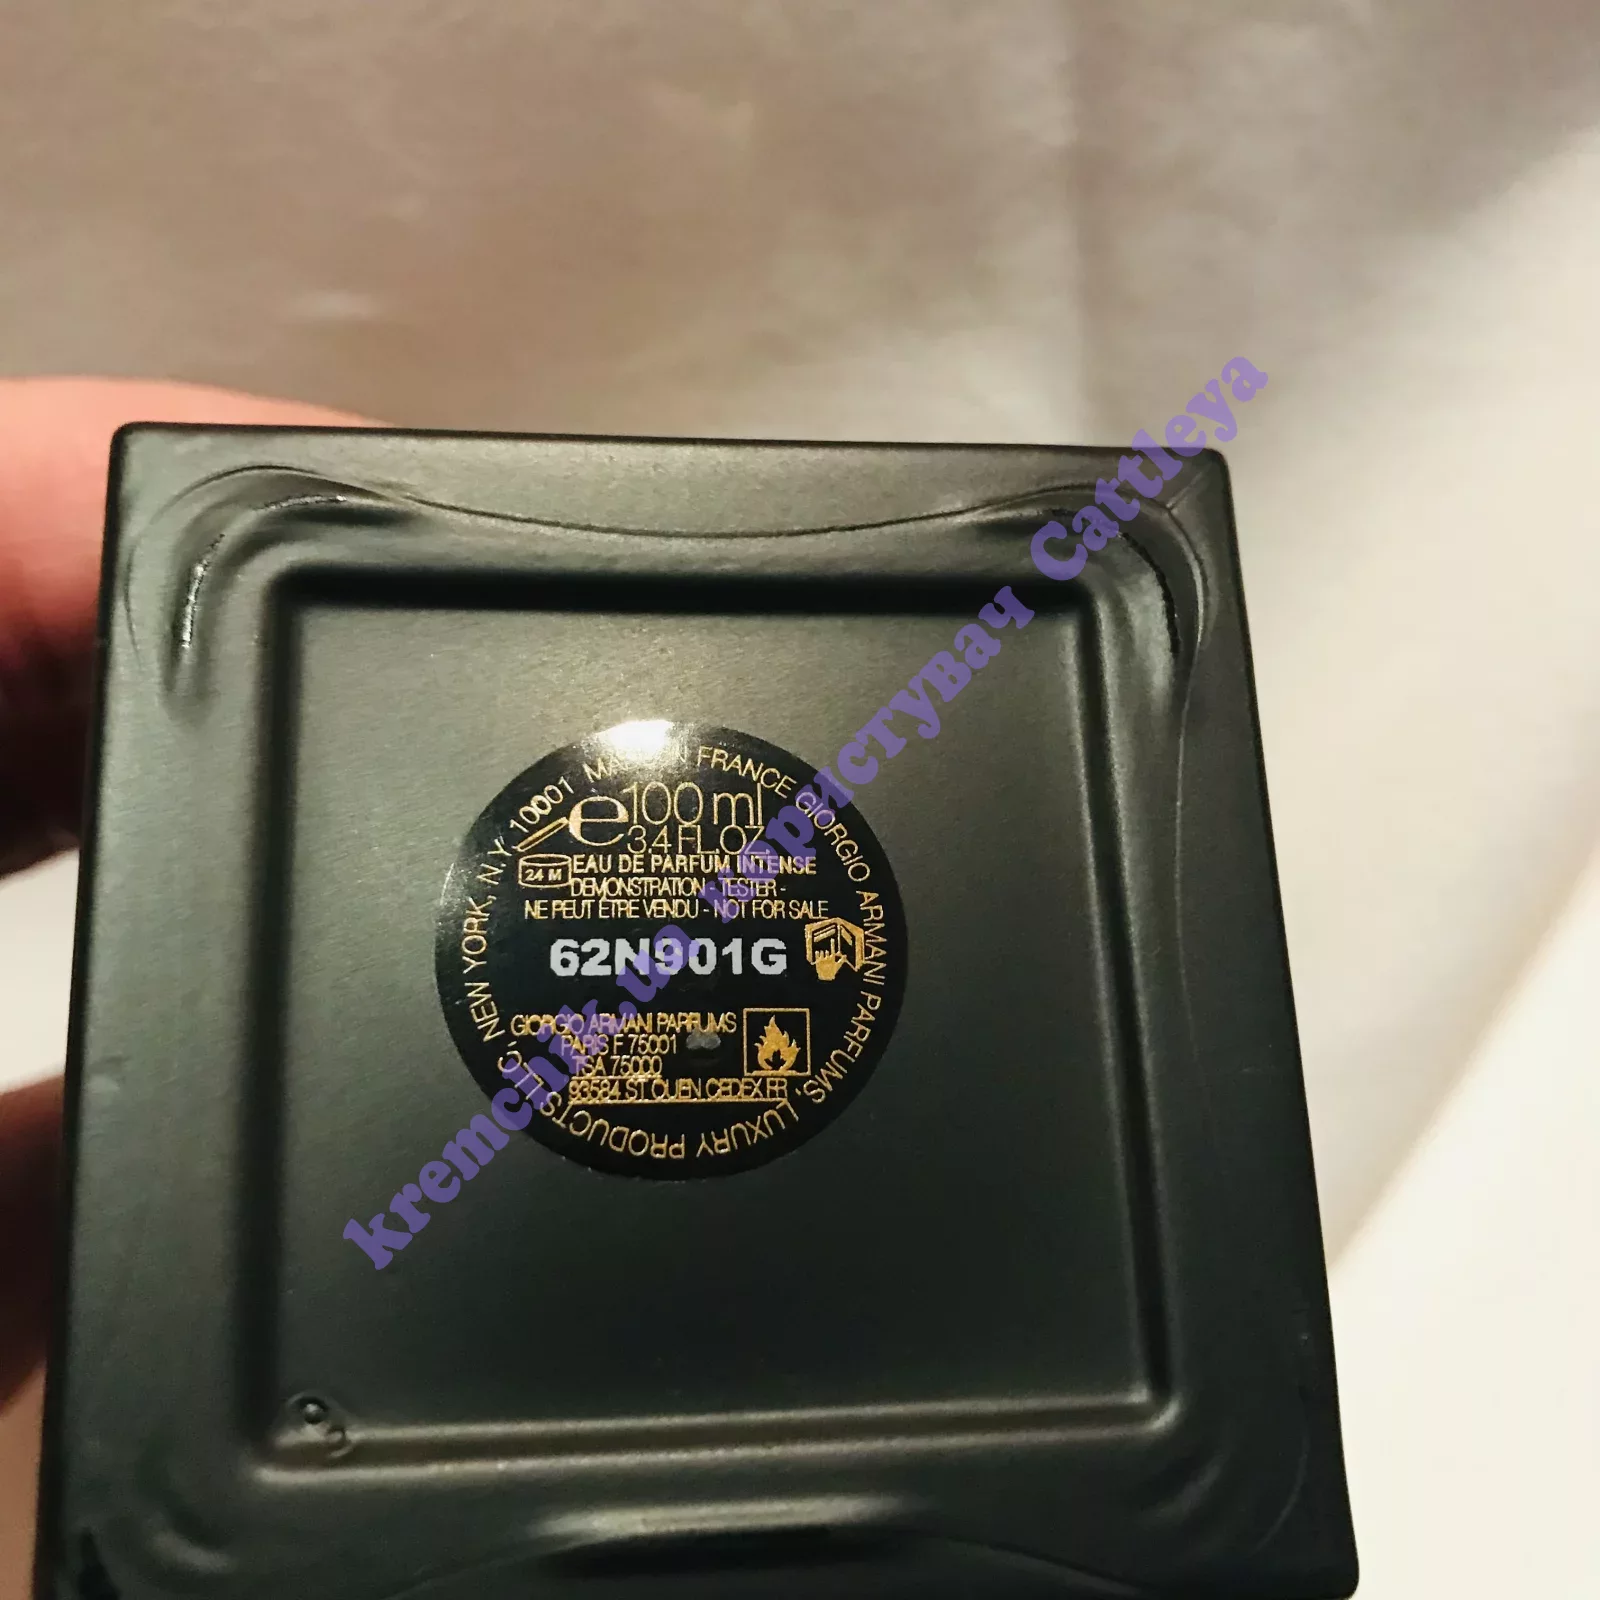 MADE IN FRANCE GIORGIO ARMANI PARFUMS, LUXURY PRODUCTS LLC, NEW YORK, N.Y. 10001
e 100 ml
3.4 FL.OZ.
24 M
EAU DE PARFUM INTENSE
DEMONSTRATION - TESTER -
NE PEUT ETRE VENDU - NOT FOR SALE
62N901G
GIORGIO ARMANI PARFUMS
PARIS F 75001
TSA 75000
93584 ST OUEN CEDEX FR
kremchik.ua користувач Cattleya